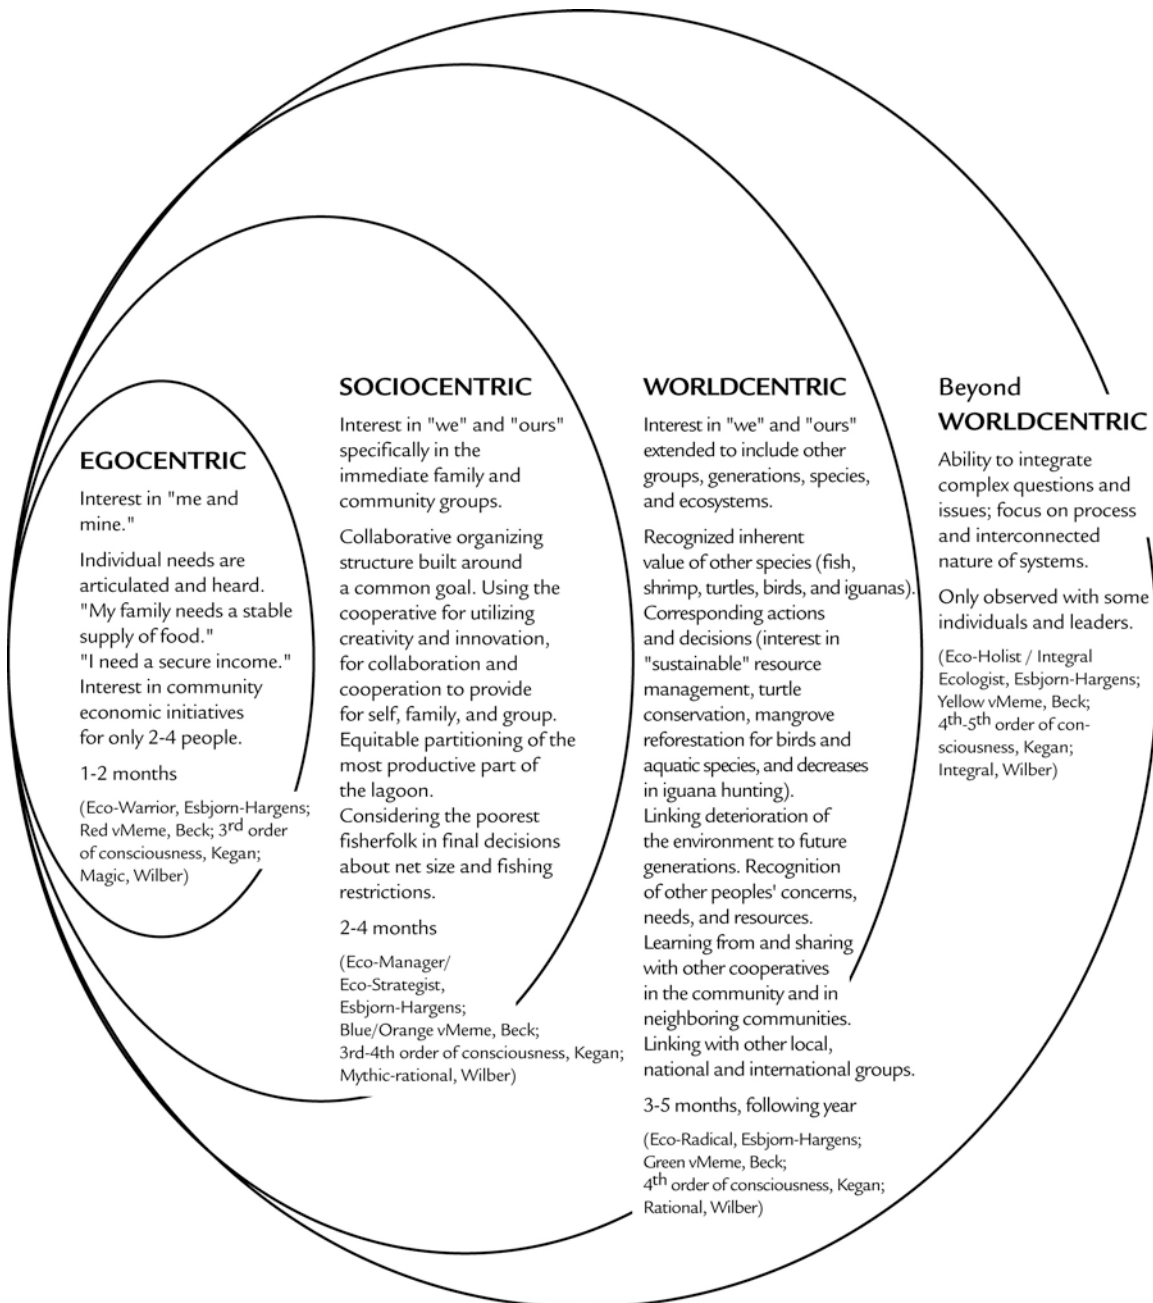 EGOCENTRIC
Interest in "me and
mine."
Individual needs are
articulated and heard.
"My family needs a stable
supply of food."
"I need a secure income."
Interest in community
economic initiatives
for only 2-4 people.
1-2 months
(Eco-Warrior, Esbjorn-Hargens;
Red vMeme, Beck; 3rd order
of consciousness, Kegan;
Magic, Wilber)
SOCIOCENTRIC
Interest in "we" and "ours"
specifically in the
immediate family and
community groups.
Collaborative organizing
structure built around
a common goal. Using the
cooperative for utilizing
creativity and innovation,
for collaboration and
cooperation to provide
for self, family, and group.
Equitable partitioning of the
most productive part of
the lagoon.
Considering the poorest
fisherfolk in final decisions
about net size and fishing
restrictions.
2-4 months
(Eco-Manager/
Eco-Strategist,
Esbjorn-Hargens;
Blue/Orange vMeme, Beck;
3rd-4th order of consciousness, Kegan;
Mythic-rational, Wilber)
WORLDCENTRIC
Interest in "we" and "ours"
extended to include other
groups, generations, species,
and ecosystems.
Recognized inherent
value of other species (fish,
shrimp, turtles, birds, and iguanas).
Corresponding actions
and decisions (interest in
"sustainable" resource
management, turtle
conservation, mangrove
reforestation for birds and
aquatic species, and decreases
in iguana hunting).
Linking deterioration of
the environment to future
generations. Recognition
of other peoples' concerns,
needs, and resources.
Learning from and sharing
with other cooperatives
in the community and in
neighboring communities.
Linking with other local,
national and international groups.
3-5 months, following year
(Eco-Radical, Esbjorn-Hargens;
Green vMeme, Beck;
4th order of consciousness, Kegan;
Rational, Wilber)
Beyond
WORLDCENTRIC
Ability to integrate
complex questions and
issues; focus on process
and interconnected
nature of systems.
Only observed with some
individuals and leaders.
(Eco-Holist / Integral
Ecologist, Esbjorn-Hargens;
Yellow vMeme, Beck;
4th-5th order of con-
sciousness, Kegan;
Integral, Wilber)